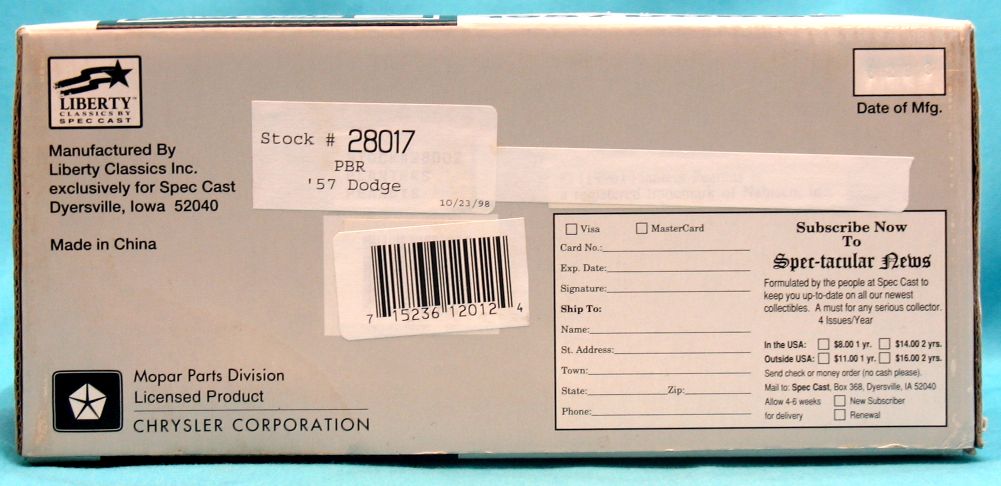 LIBERTY™
CLASSICS BY
SPEC CAST
Manufactured By
Liberty Classics Inc.
exclusively for Spec Cast
Dyersville, Iowa 52040
Made in China
Stock # 28017
PBR
'57 Dodge
10/23/98
7 15236 12012 4
Mopar Parts Division
Licensed Product
CHRYSLER CORPORATION
Date of Mfg.
registered trademark of Nabisco, Inc.
Visa MasterCard
Card No.:
Exp. Date:
Signature:
Ship To:
Name:
St. Address:
Town:
State: Zip:
Phone:
Subscribe Now
To
Spec-tacular News
Formulated by the people at Spec Cast to
keep you up-to-date on all our newest
collectibles. A must for any serious collector.
4 Issues/Year
In the USA: $8.00 1 yr. $14.00 2 yrs.
Outside USA: $11.00 1 yr. $16.00 2 yrs.
Send check or money order (no cash please).
Mail to: Spec Cast, Box 368, Dyersville, IA 52040
Allow 4-6 weeks New Subscriber
for delivery Renewal